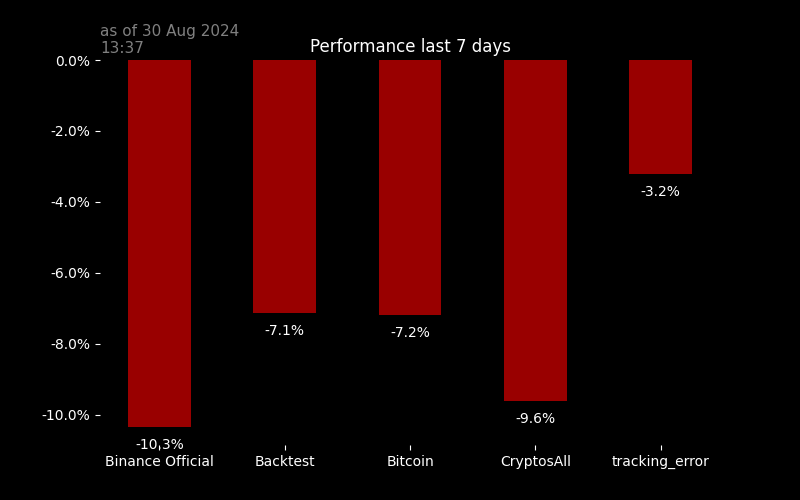 as of 30 Aug 2024
13:37
Performance last 7 days
0.0%
-2.0%
-4.0%
-6.0%
-8.0%
-10.0%
-10.3%
-7.1%
-7.2%
-9.6%
-3.2%
Binance Official
Backtest
Bitcoin
CryptosAll
tracking_error